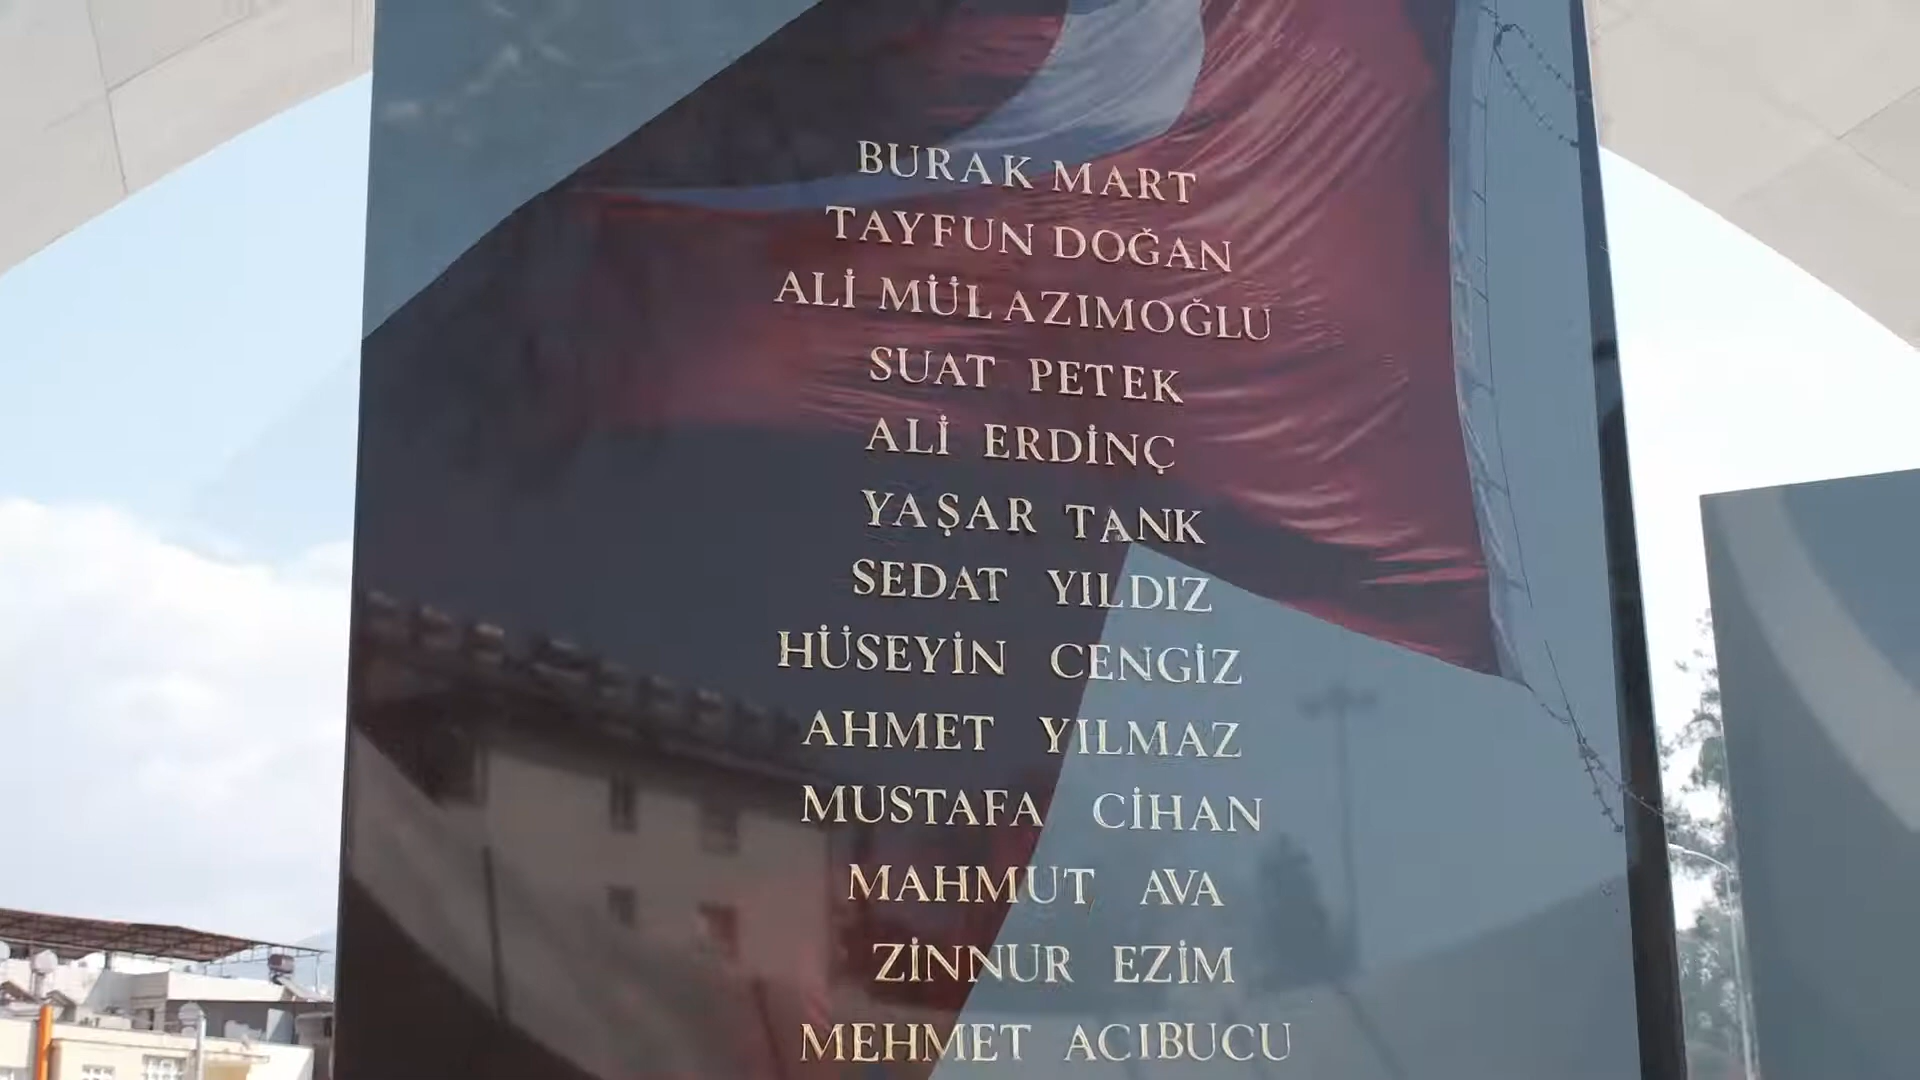 BURAK MART
TAYFUN DOĞAN
ALİ MÜLAZIMOĞLU
SUAT PETEK
ALİ ERDİNÇ
YAŞAR TANK
SEDAT YILDIZ
HÜSEYİN CENGİZ
AHMET YILMAZ
MUSTAFA CİHAN
MAHMUT AVA
ZİNNUR EZİM
MEHMET ACIBUCU